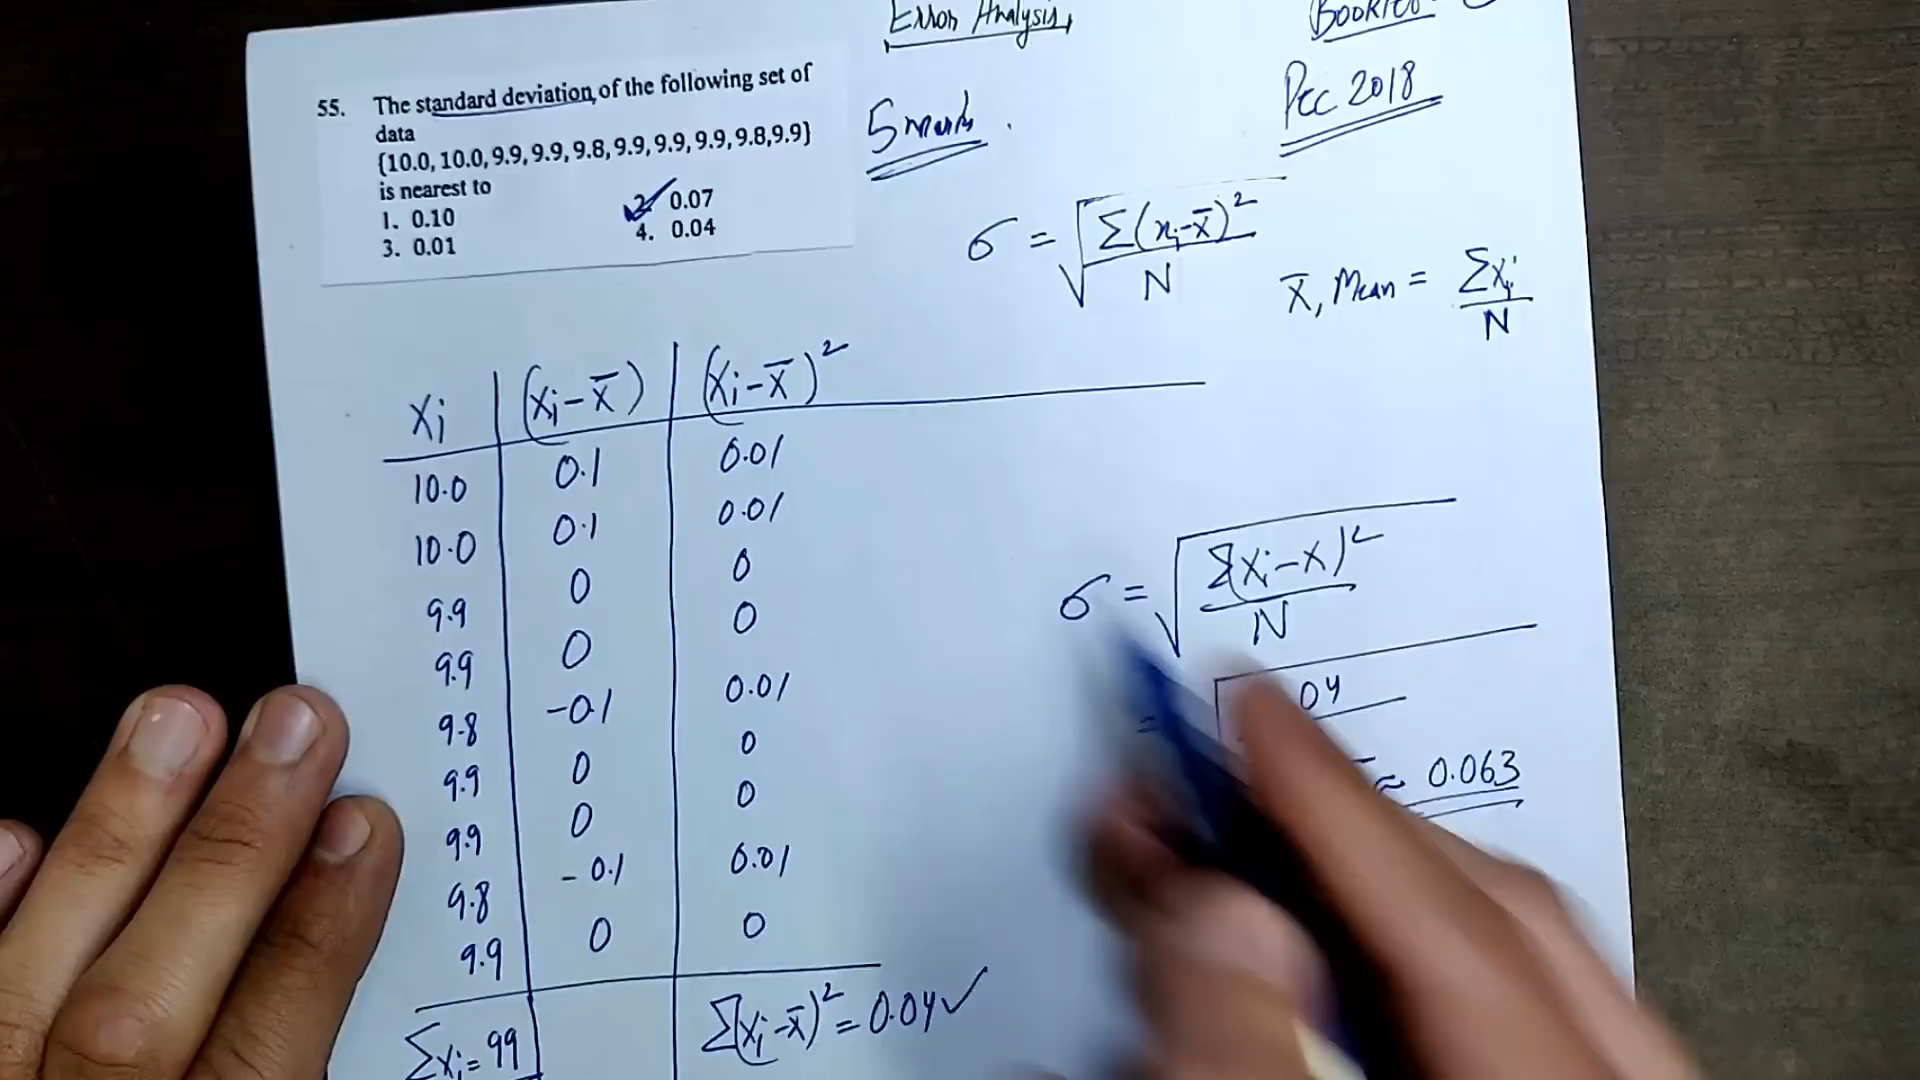 Error Analysis,
Booklet
Dec 2018
5 marks.
55. The standard deviation of the following set of
data
{10.0, 10.0, 9.9, 9.9, 9.8, 9.9, 9.9, 9.9, 9.8,9.9}
is nearest to
1. 0.10 2. 0.07
3. 0.01 4. 0.04
σ = √(Σ(xi-x̄)²/N)
x̄, Mean = Σxi/N
xi (xi-x̄) (xi-x̄)²
10.0 0.1 0.01
10.0 0.1 0.01
9.9 0 0
9.9 0 0
9.8 -0.1 0.01
9.9 0 0
9.9 0 0
9.8 -0.1 0.01
9.9 0 0
Σxi = 99 Σ(xi-x̄)² = 0.04 ✓
σ = √(Σ(xi-x)²/N)
=
04
≈ 0.063